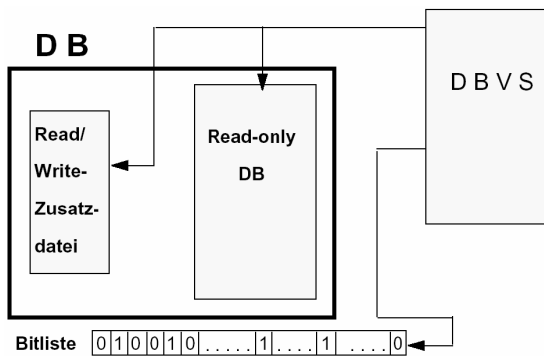 D B
D B V S
Read/
Write-
Zusatz-
datei
Read-only
DB
Bitliste 0 1 0 0 1 0 ..... 1 .... 1 .... 0